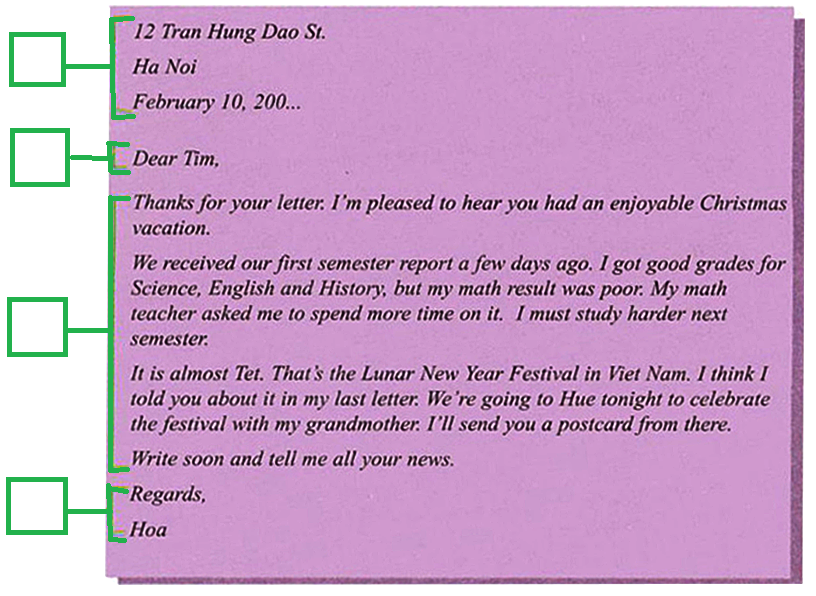 12 Tran Hung Dao St.
Ha Noi
February 10, 200...
Dear Tim,
Thanks for your letter. I'm pleased to hear you had an enjoyable Christmas
vacation.
We received our first semester report a few days ago. I got good grades for
Science, English and History, but my math result was poor. My math
teacher asked me to spend more time on it. I must study harder next
semester.
It is almost Tet. That's the Lunar New Year Festival in Viet Nam. I think I
told you about it in my last letter. We're going to Hue tonight to celebrate
the festival with my grandmother. I'll send you a postcard from there.
Write soon and tell me all your news.
Regards,
Hoa